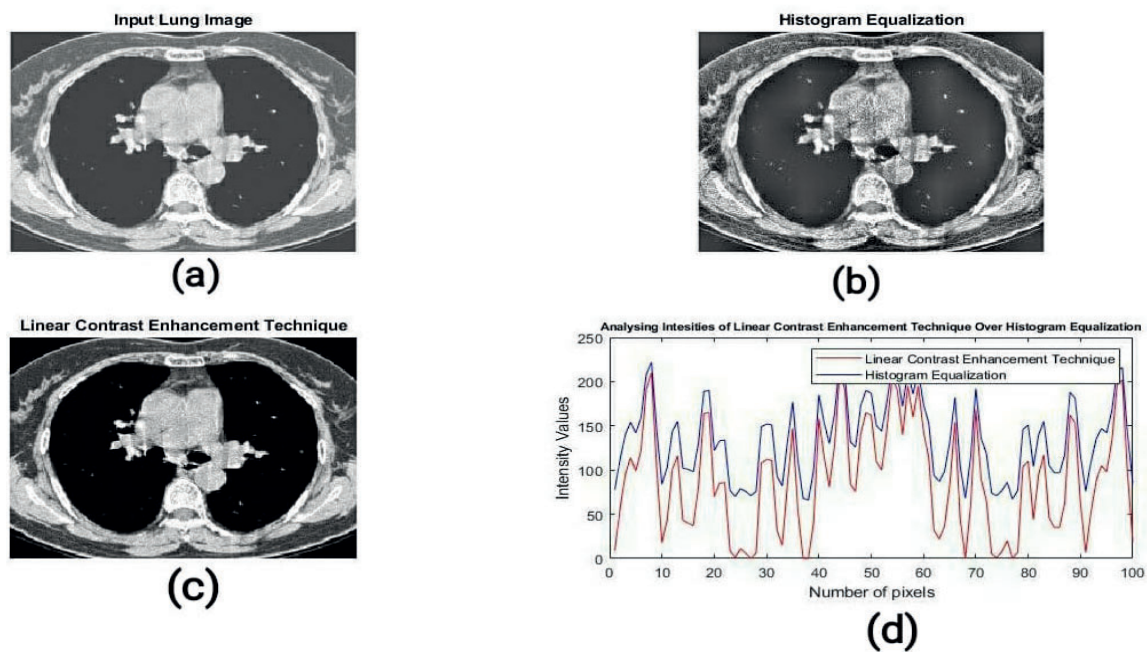 Input Lung Image
Histogram Equalization
(a)
(b)
Linear Contrast Enhancement Technique
(c)
Analysing Intesities of Linear Contrast Enhancement Technique Over Histogram Equalization
250
200
150
100
50
0
Intensity Values
Linear Contrast Enhancement Technique
Histogram Equalization
0 10 20 30 40 50 60 70 80 90 100
Number of pixels
(d)